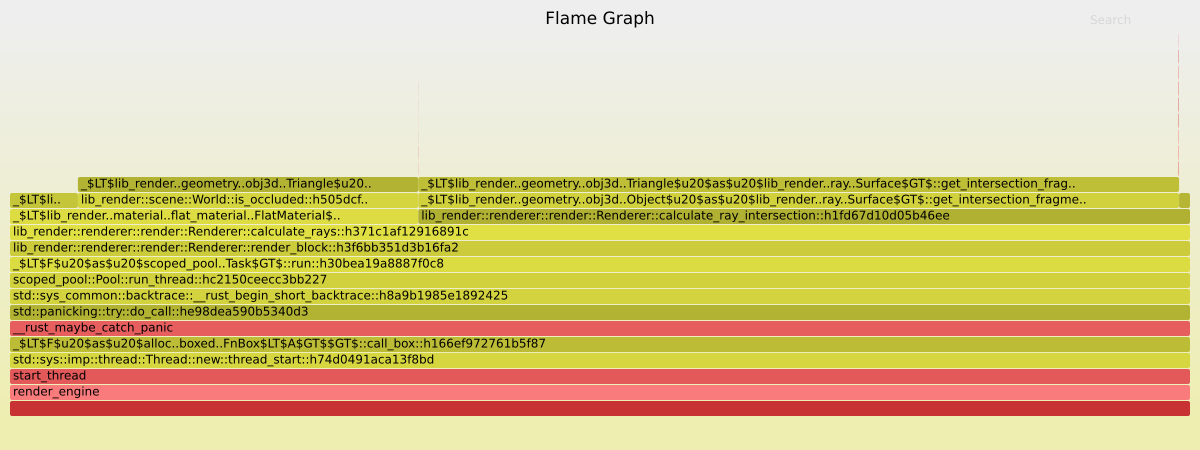 Flame Graph
Search
_$LT$lib_render..geometry..obj3d..Triangle$u20..
_$LT$lib_render..geometry..obj3d..Triangle$u20$as$u20$lib_render..ray..Surface$GT$::get_intersection_frag..
_$LT$li..
lib_render::scene::World::is_occluded::h505dcf..
_$LT$lib_render..geometry..obj3d..Object$u20$as$u20$lib_render..ray..Surface$GT$::get_intersection_fragme..
_$LT$lib_render..material..flat_material..FlatMaterial$..
lib_render::renderer::render::Renderer::calculate_ray_intersection::h1fd67d10d05b46ee
lib_render::renderer::render::Renderer::calculate_rays::h371c1af12916891c
lib_render::renderer::render::Renderer::render_block::h3f6bb351d3b16fa2
_$LT$F$u20$as$u20$scoped_pool..Task$GT$::run::h30bea19a8887f0c8
scoped_pool::Pool::run_thread::hc2150ceecc3bb227
std::sys_common::backtrace::__rust_begin_short_backtrace::h8a9b1985e1892425
std::panicking::try::do_call::he98dea590b5340d3
__rust_maybe_catch_panic
_$LT$F$u20$as$u20$alloc..boxed..FnBox$LT$A$GT$$GT$::call_box::h166ef972761b5f87
std::sys::imp::thread::Thread::new::thread_start::h74d0491aca13f8bd
start_thread
render_engine